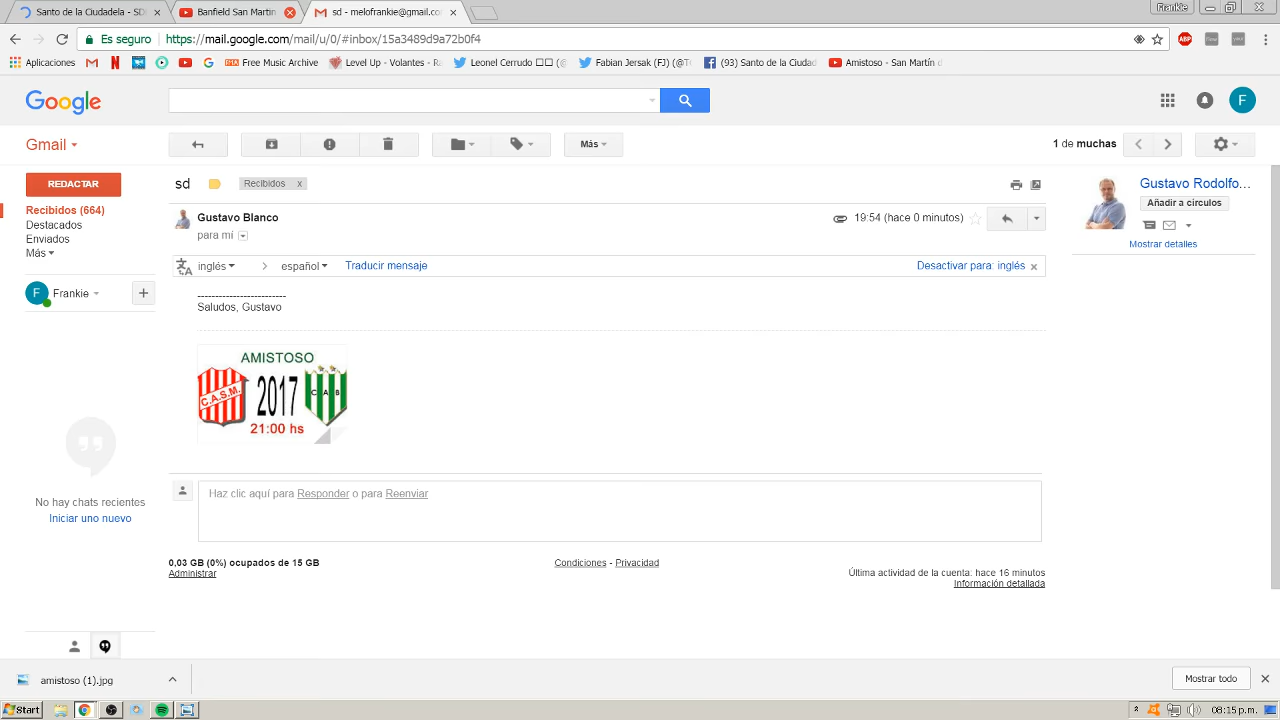 Santo de la Ciudadela - SD
Banfield San Martin
sd - melofrankie@gmail.co
Frankie
Es seguro
https://mail.google.com/mail/u/0/#inbox/15a3489d9a72b0f4
ABP
Aplicaciones
Free Music Archive
Level Up - Volantes - R
Leonel Cerrudo
Fabian Jersak (FJ) (@T
(93) Santo de la Ciudad
Amistoso - San Martín d
Google
F
Gmail
Más
1 de muchas
REDACTAR
Recibidos (664)
Destacados
Enviados
Más
F Frankie
No hay chats recientes
Iniciar uno nuevo
sd
Recibidos x
Gustavo Blanco
19:54 (hace 0 minutos)
para mí
inglés > español Traducir mensaje
Desactivar para: inglés x
-------------------------
Saludos, Gustavo
AMISTOSO
C.A.S.M. 2017 C A B
21:00 hs
Haz clic aquí para Responder o para Reenviar
0,03 GB (0%) ocupados de 15 GB
Administrar
Condiciones - Privacidad
Última actividad de la cuenta: hace 16 minutos
Información detallada
Gustavo Rodolfo...
Añadir a círculos
Mostrar detalles
amistoso (1).jpg
Mostrar todo
Start
08:15 p.m.